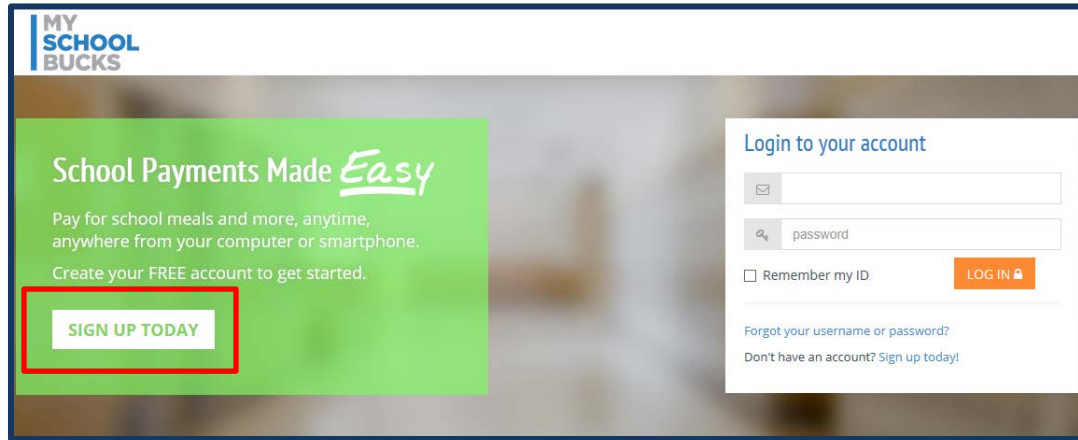 MY
SCHOOL
BUCKS
School Payments Made Easy
Pay for school meals and more, anytime,
anywhere from your computer or smartphone.
Create your FREE account to get started.
SIGN UP TODAY
Login to your account
password
Remember my ID
LOG IN
Forgot your username or password?
Don't have an account? Sign up today!